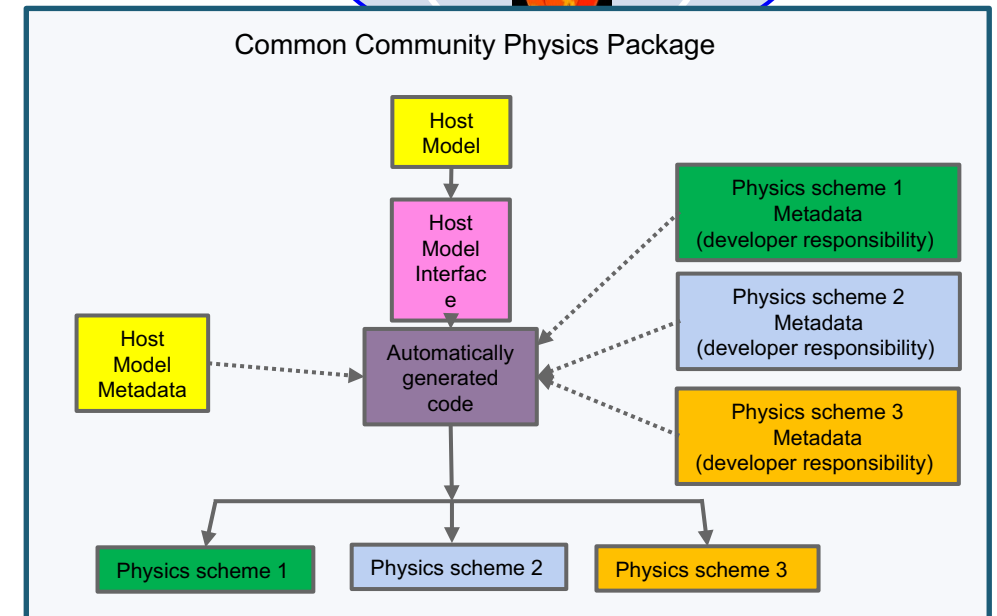 Common Community Physics Package
Host
Model
Host
Model
Interfac
e
Physics scheme 1
Metadata
(developer responsibility)
Physics scheme 2
Metadata
(developer responsibility)
Host
Model
Metadata
Automatically
generated
code
Physics scheme 3
Metadata
(developer responsibility)
Physics scheme 1
Physics scheme 2
Physics scheme 3